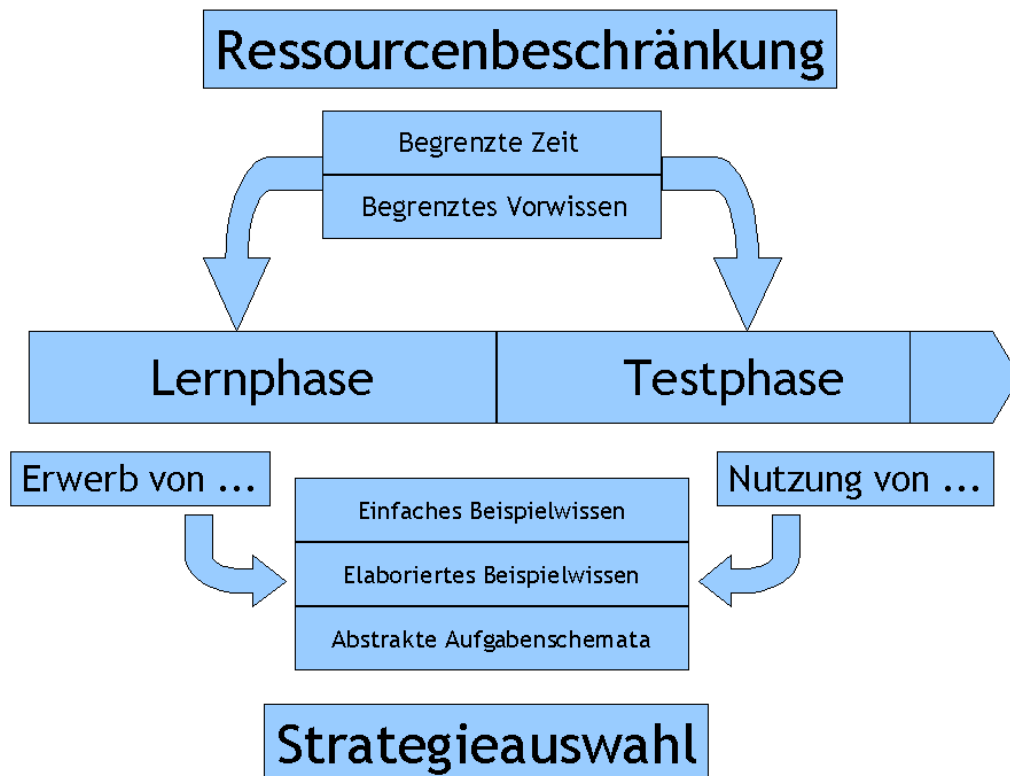 Ressourcenbeschränkung
Begrenzte Zeit
Begrenztes Vorwissen
Lernphase
Testphase
Erwerb von ...
Nutzung von ...
Einfaches Beispielwissen
Elaboriertes Beispielwissen
Abstrakte Aufgabenschemata
Strategieauswahl